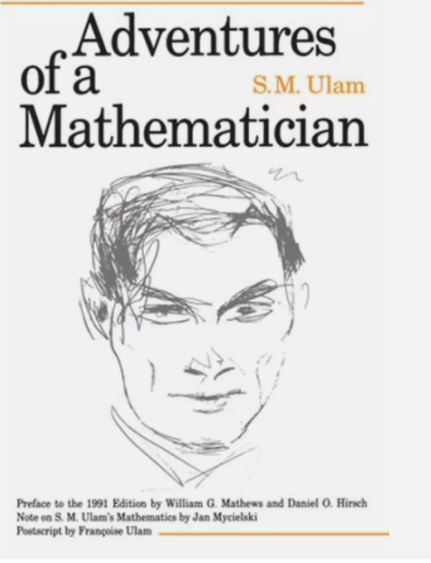 Adventures
of a
S.M. Ulam
Mathematician
Preface to the 1991 Edition by William G. Mathews and Daniel O. Hirsch
Note on S. M. Ulam's Mathematics by Jan Mycielski
Postscript by Françoise Ulam